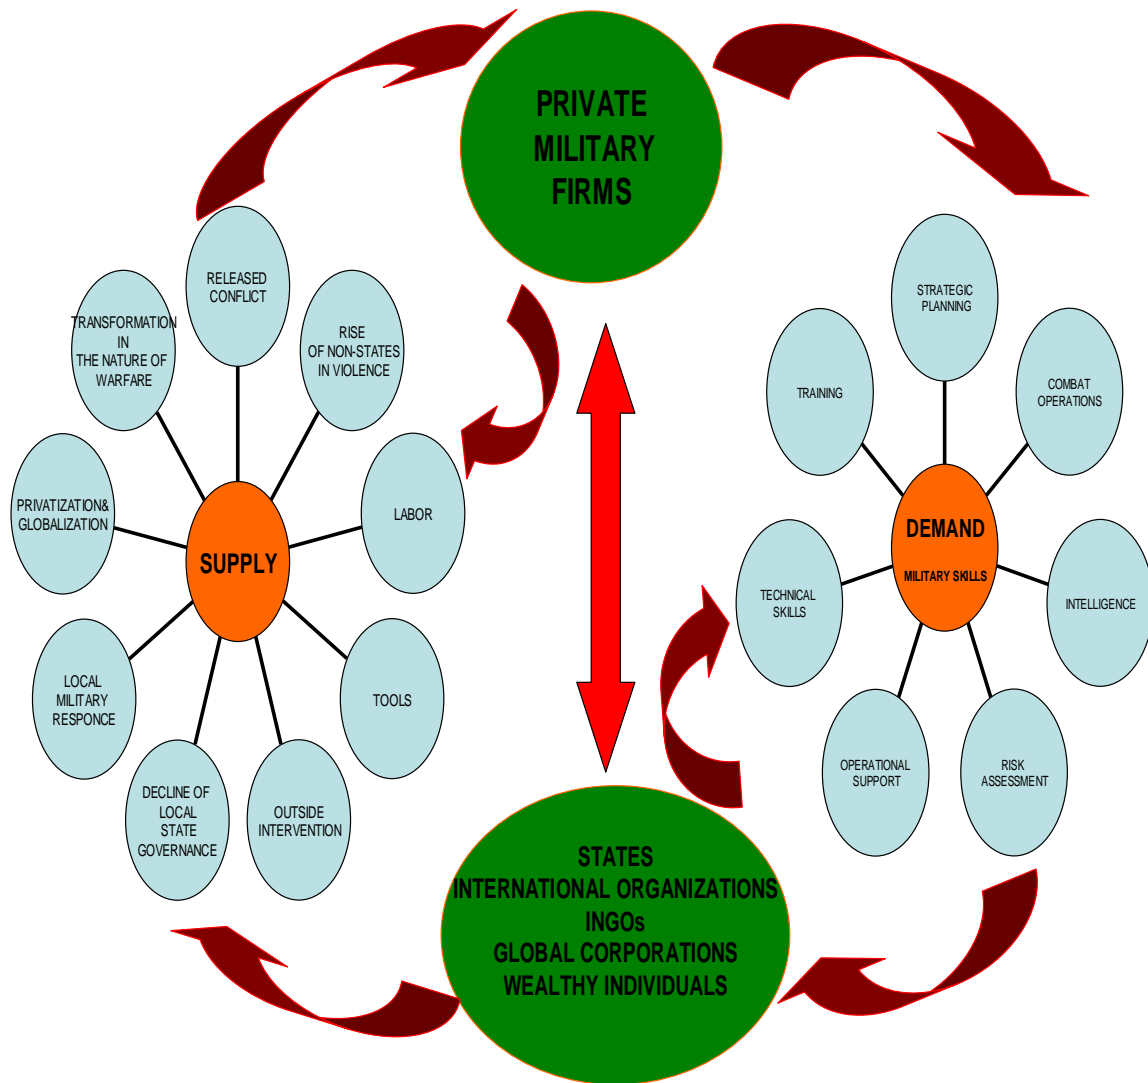 PRIVATE
MILITARY
FIRMS
RELEASED
CONFLICT
TRANSFORMATION
IN
THE NATURE OF
WARFARE
RISE
OF NON-STATES
IN VIOLENCE
PRIVATIZATION&
GLOBALIZATION
LABOR
SUPPLY
LOCAL
MILITARY
RESPONCE
TOOLS
DECLINE OF
LOCAL
STATE
GOVERNANCE
OUTSIDE
INTERVENTION
STRATEGIC
PLANNING
TRAINING
COMBAT
OPERATIONS
DEMAND
MILITARY SKILLS
TECHNICAL
SKILLS
INTELLIGENCE
OPERATIONAL
SUPPORT
RISK
ASSESSMENT
STATES
INTERNATIONAL ORGANIZATIONS
INGOs
GLOBAL CORPORATIONS
WEALTHY INDIVIDUALS